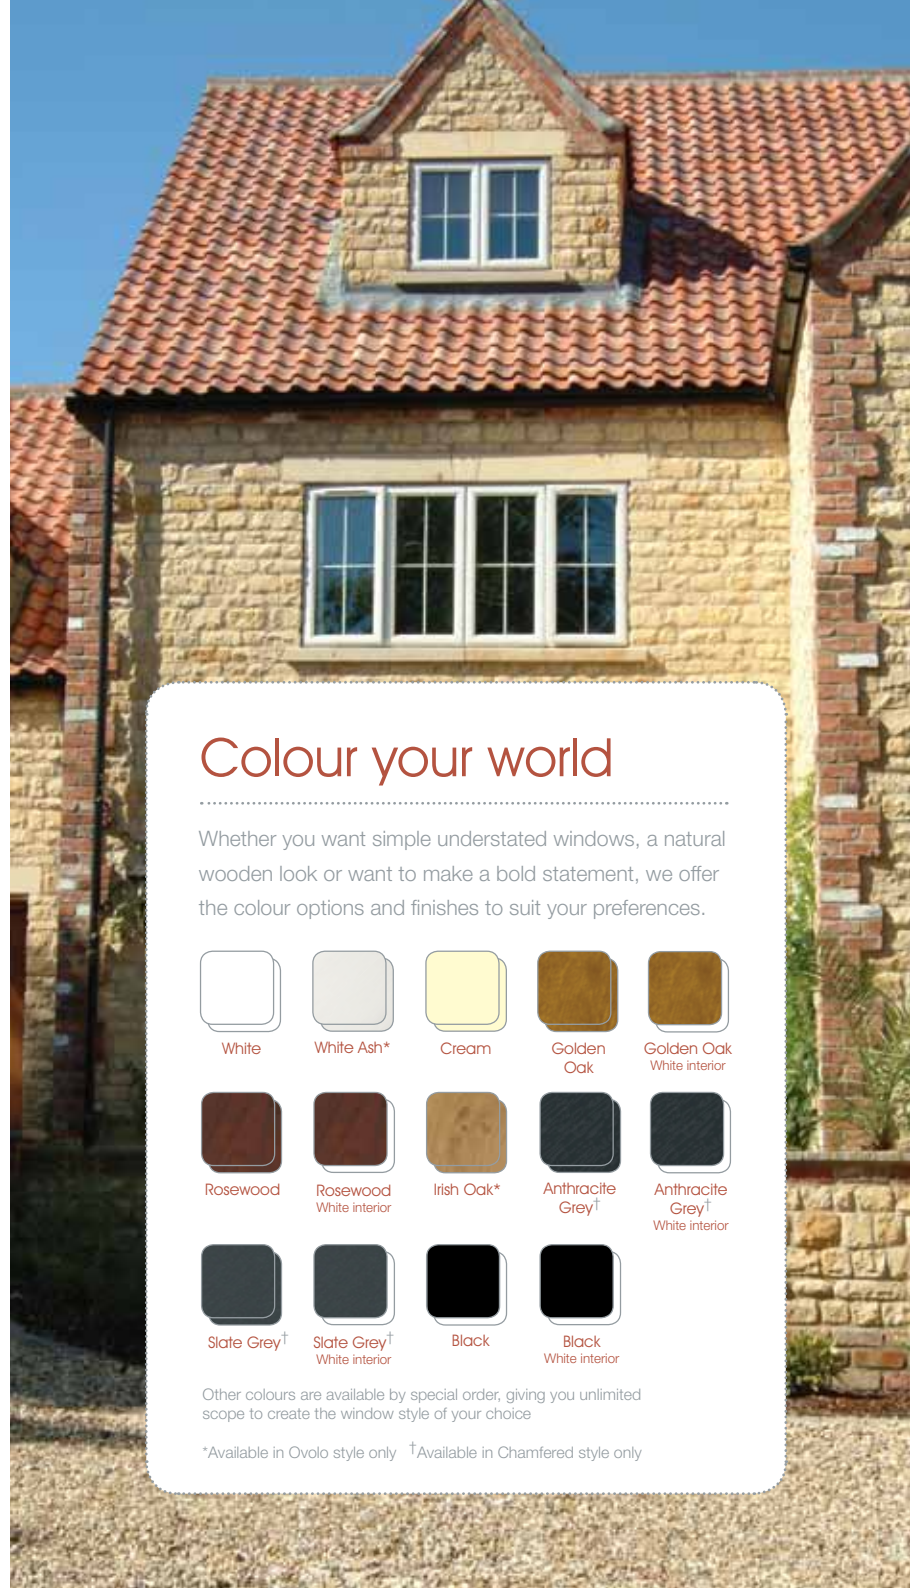 Colour your world
Whether you want simple understated windows, a natural
wooden look or want to make a bold statement, we offer
the colour options and finishes to suit your preferences.
White
White Ash*
Cream
Golden
Oak
Golden Oak
White interior
Rosewood
Rosewood
White interior
Irish Oak*
Anthracite
Grey†
Anthracite
Grey†
White interior
Slate Grey†
Slate Grey†
White interior
Black
Black
White interior
Other colours are available by special order, giving you unlimited
scope to create the window style of your choice
*Available in Ovolo style only †Available in Chamfered style only